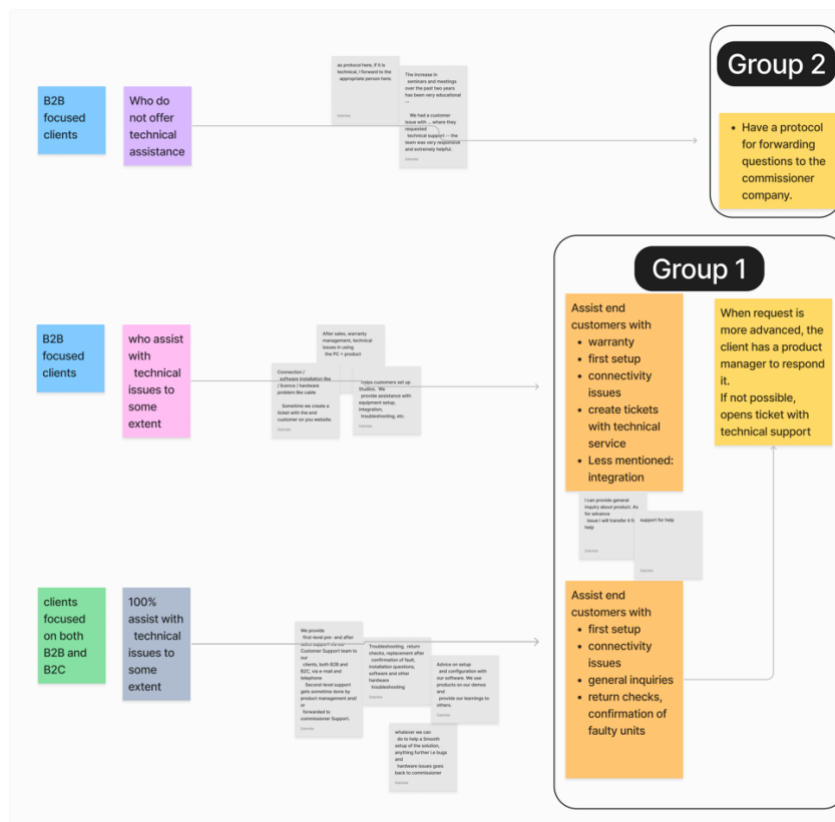 Group 2
B2B
focused
clients
Who do
not offer
technical
assistance
as protocol here, if it is
technical, I forward to the
appropriate person here.
The increase in
seminars and meetings
over the past two years
has been very educational
...
We had a customer
issue with ... where they
requested
technical support -- the
team was very responsive
and extremely helpful.
• Have a protocol
for forwarding
questions to the
commissioner
company.
Group 1
B2B
focused
clients
who assist
with
technical
issues to
some
extent
After sales, warranty
management, technical
issues in using
the PC + product
Connection /
software installation like
/ licence / hardware
problem like cable
Sometime we create a
ticket with the end
customer on you website.
customers set up
Studios. We
provide assistance with
equipment setup,
integration,
troubleshooting, etc.
Assist end
customers with
• warranty
• first setup
• connectivity
issues
• create tickets
with technical
service
• Less mentioned:
integration
When request is
more advanced, the
client has a product
manager to respond
it.
If not possible,
opens ticket with
technical support
I can provide general
inquiry about product. As
for advance
issue I will transfer it
help
support for help
clients
focused
on both
B2B and
B2C
100%
assist with
technical
issues to
some
extent
We provide
first-level pre- and after
Customer Support team to
our
clients, both B2B and
B2C, via e-mail and
telephone
Second-level support
gets sometime done by
product management and/
or
forwarded to
commissioner Support.
Troubleshooting, return
checks, replacement after
confirmation of fault,
installation questions,
software and other
hardware
troubleshooting
Advice on setup
and configuration with
our software. We use
products on our demos
and
provide our learnings to
others.
whatever we can
do to help a Smooth
setup of the solution,
anything further i.e bugs
and
hardware issues goes
back to commissioner
Assist end
customers with
• first setup
• connectivity
issues
• general inquiries
• return checks,
confirmation of
faulty units